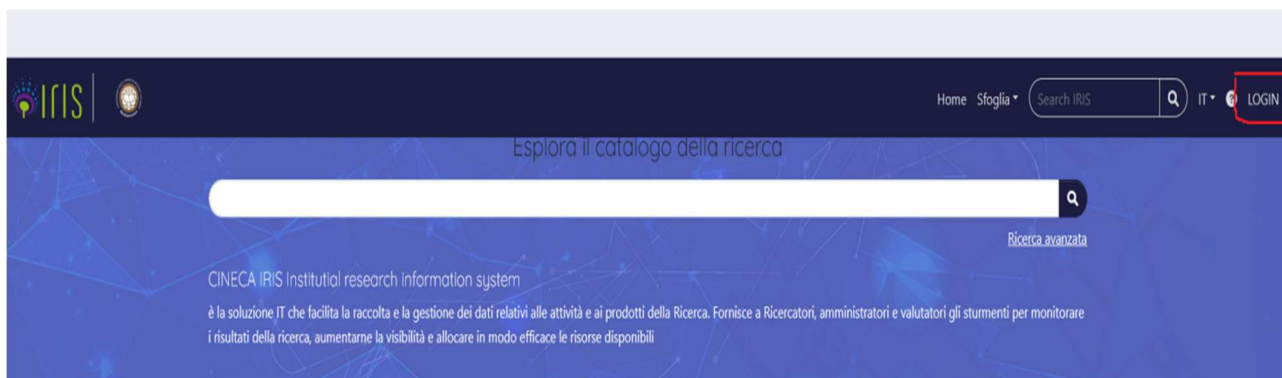 IRIS
Home Sfoglia Search IRIS IT ? LOGIN
Esplora il catalogo della ricerca
Ricerca avanzata
CINECA IRIS Institutial research information system
è la soluzione IT che facilita la raccolta e la gestione dei dati relativi alle attività e ai prodotti della Ricerca. Fornisce a Ricercatori, amministratori e valutatori gli sturmenti per monitorare
i risultati della ricerca, aumentarne la visibilità e allocare in modo efficace le risorse disponibili